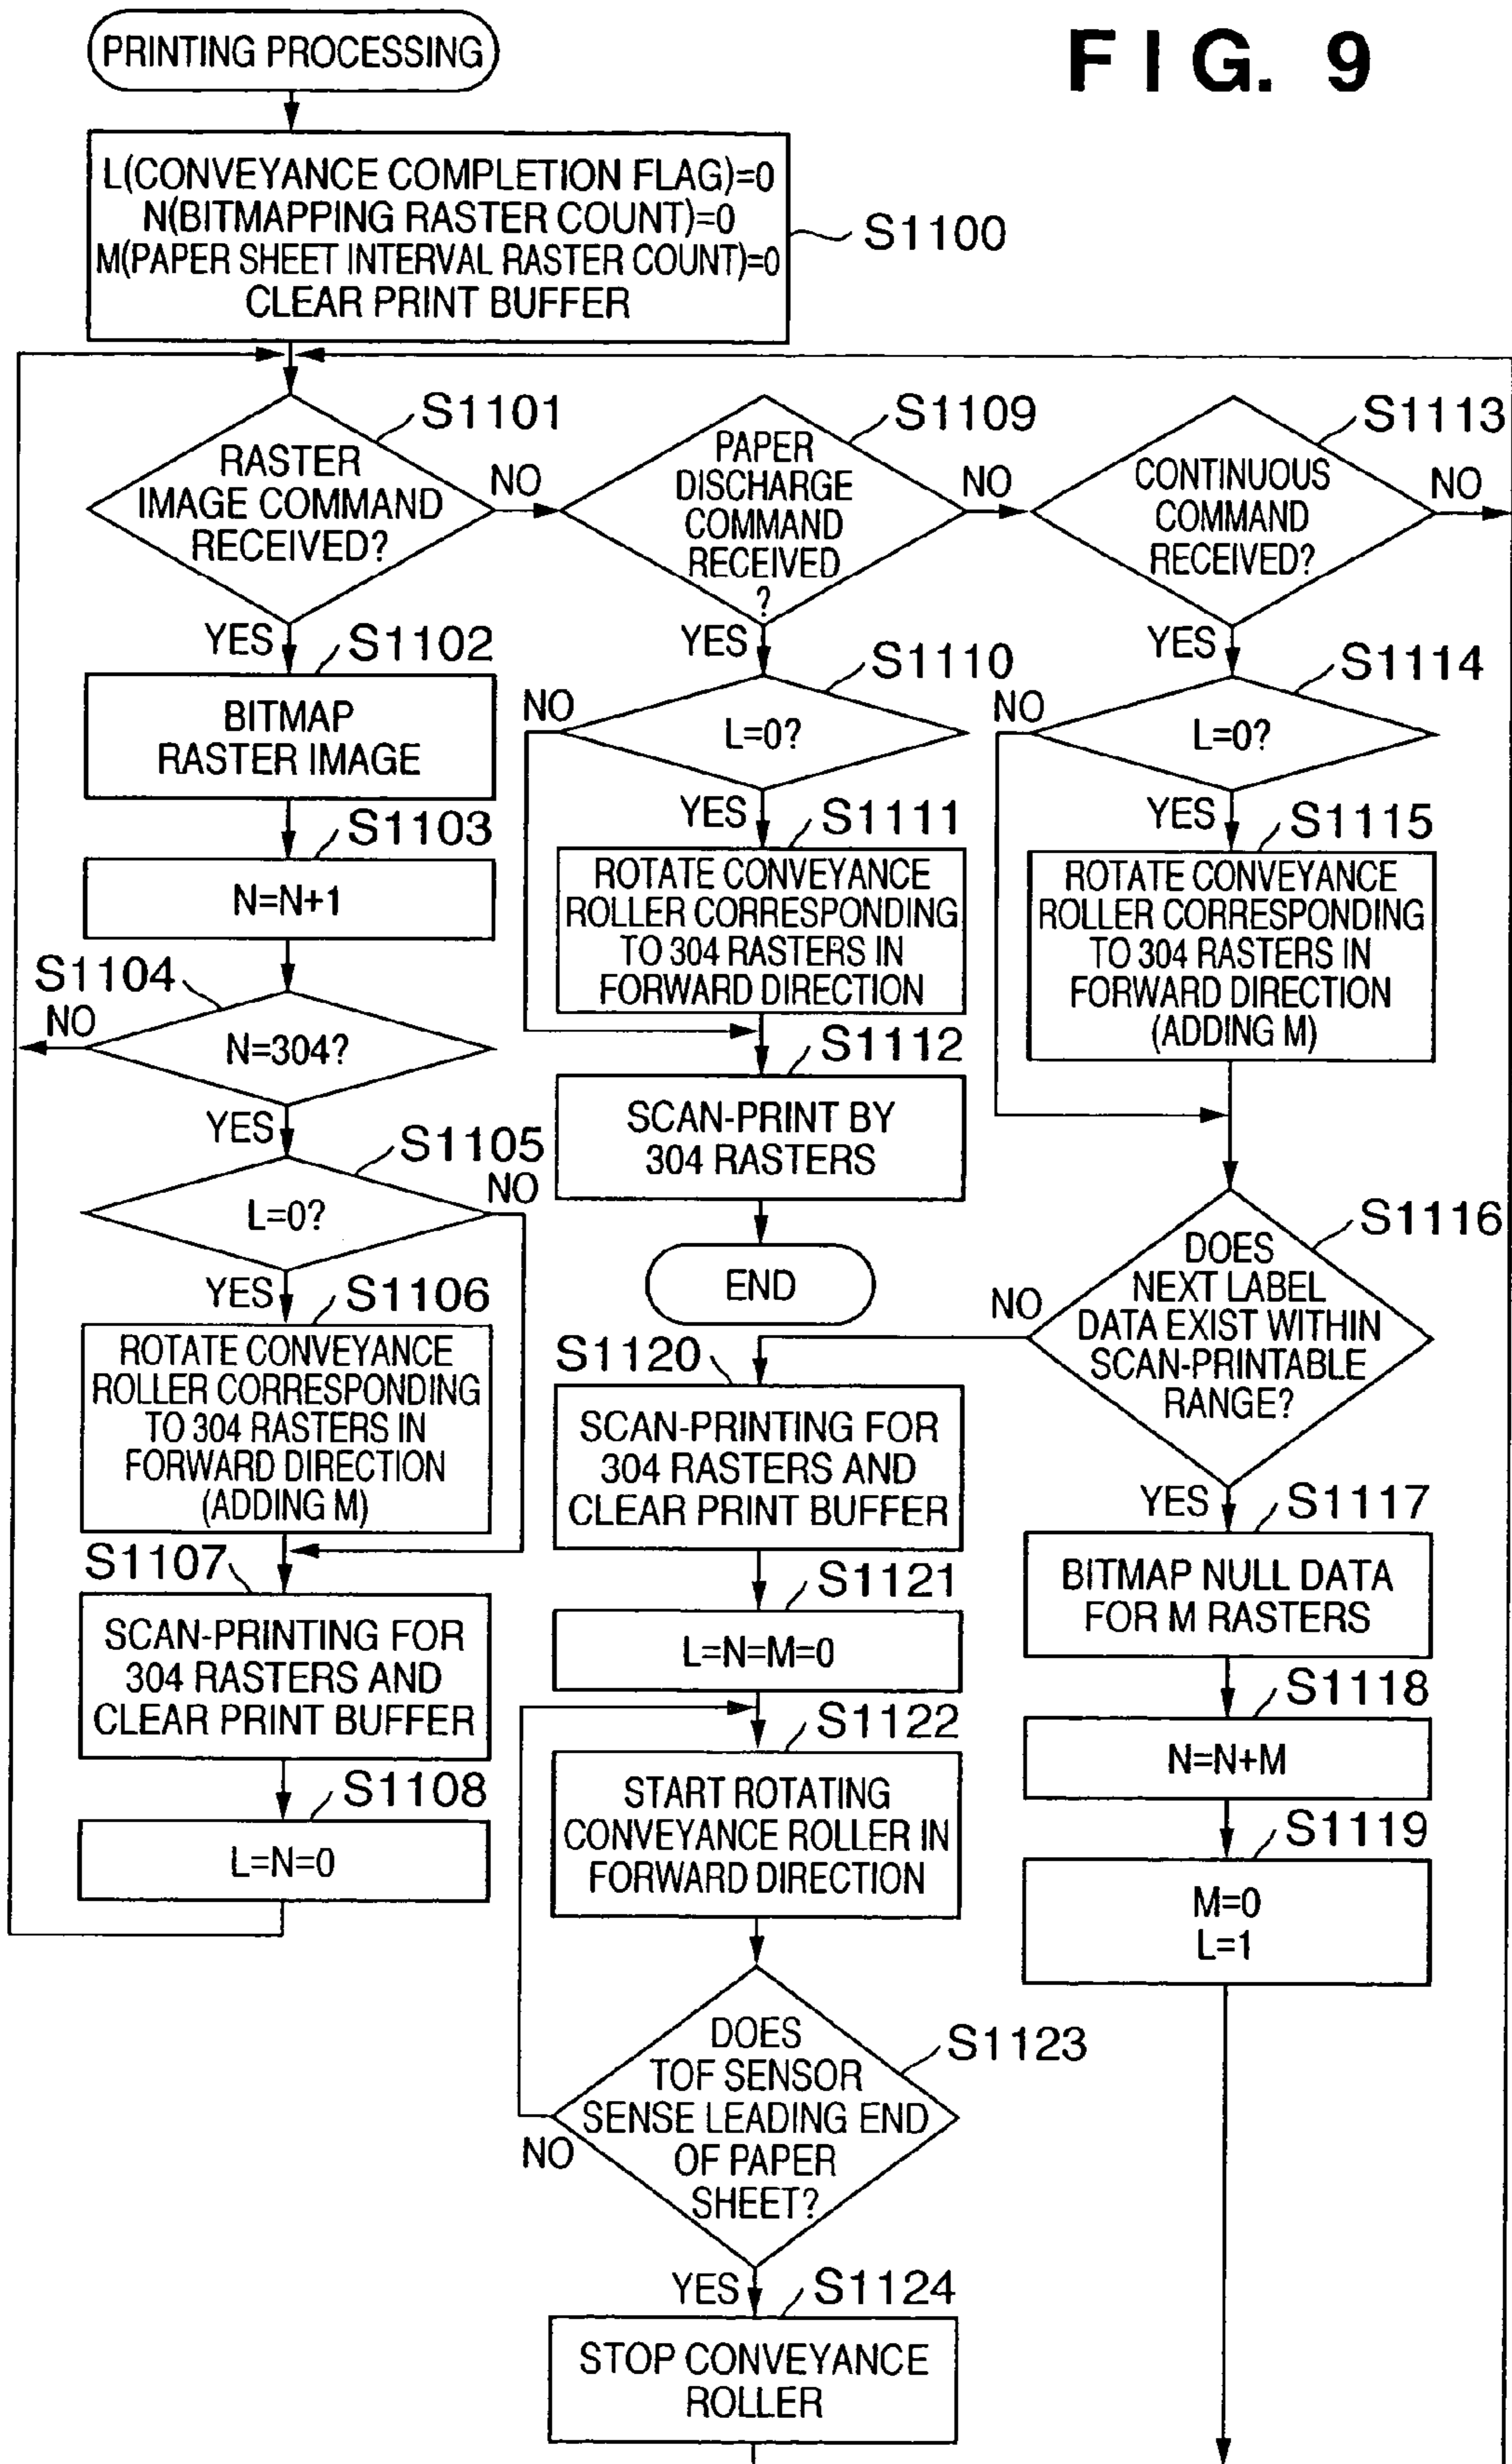 FIG. 9
PRINTING PROCESSING
L(CONVEYANCE COMPLETION FLAG)=0
N(BITMAPPING RASTER COUNT)=0
M(PAPER SHEET INTERVAL RASTER COUNT)=0
CLEAR PRINT BUFFER
S1100
S1101
RASTER
IMAGE COMMAND
RECEIVED?
NO
YES
S1102
BITMAP
RASTER IMAGE
S1103
N=N+1
S1104
NO
N=304?
YES
S1105
NO
L=0?
YES
S1106
ROTATE CONVEYANCE
ROLLER CORRESPONDING
TO 304 RASTERS IN
FORWARD DIRECTION
(ADDING M)
S1107
SCAN-PRINTING FOR
304 RASTERS AND
CLEAR PRINT BUFFER
S1108
L=N=0
S1109
PAPER
DISCHARGE
COMMAND
RECEIVED
?
NO
YES
S1110
NO
L=0?
YES
S1111
ROTATE CONVEYANCE
ROLLER CORRESPONDING
TO 304 RASTERS IN
FORWARD DIRECTION
S1112
SCAN-PRINT BY
304 RASTERS
END
S1113
CONTINUOUS
COMMAND
RECEIVED?
NO
YES
S1114
NO
L=0?
YES
S1115
ROTATE CONVEYANCE
ROLLER CORRESPONDING
TO 304 RASTERS IN
FORWARD DIRECTION
(ADDING M)
S1116
DOES
NEXT LABEL
DATA EXIST WITHIN
SCAN-PRINTABLE
RANGE?
NO
YES
S1117
BITMAP NULL DATA
FOR M RASTERS
S1118
N=N+M
S1119
M=0
L=1
S1120
SCAN-PRINTING FOR
304 RASTERS AND
CLEAR PRINT BUFFER
S1121
L=N=M=0
S1122
START ROTATING
CONVEYANCE ROLLER IN
FORWARD DIRECTION
S1123
DOES
TOF SENSOR
SENSE LEADING END
OF PAPER
SHEET?
NO
YES
S1124
STOP CONVEYANCE
ROLLER